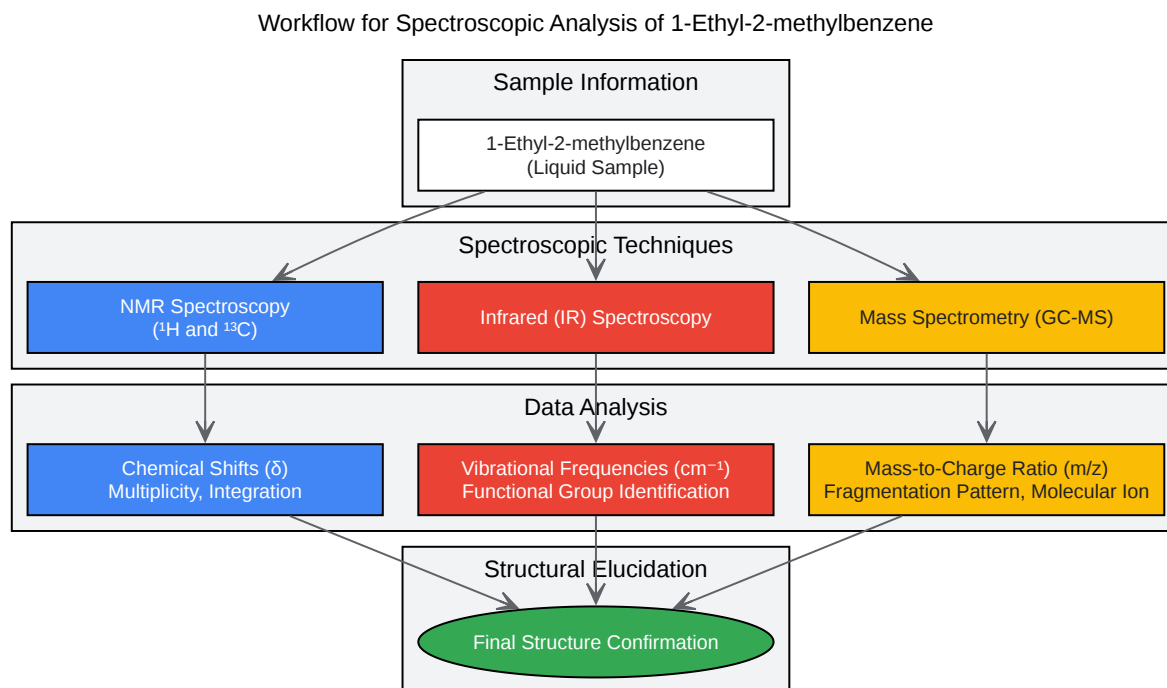 Workflow for Spectroscopic Analysis of 1-Ethyl-2-methylbenzene
Sample Information
1-Ethyl-2-methylbenzene
(Liquid Sample)
Spectroscopic Techniques
NMR Spectroscopy
(¹H and ¹³C)
Infrared (IR) Spectroscopy
Mass Spectrometry (GC-MS)
Data Analysis
Chemical Shifts (δ)
Multiplicity, Integration
Vibrational Frequencies (cm⁻¹)
Functional Group Identification
Mass-to-Charge Ratio (m/z)
Fragmentation Pattern, Molecular Ion
Structural Elucidation
Final Structure Confirmation